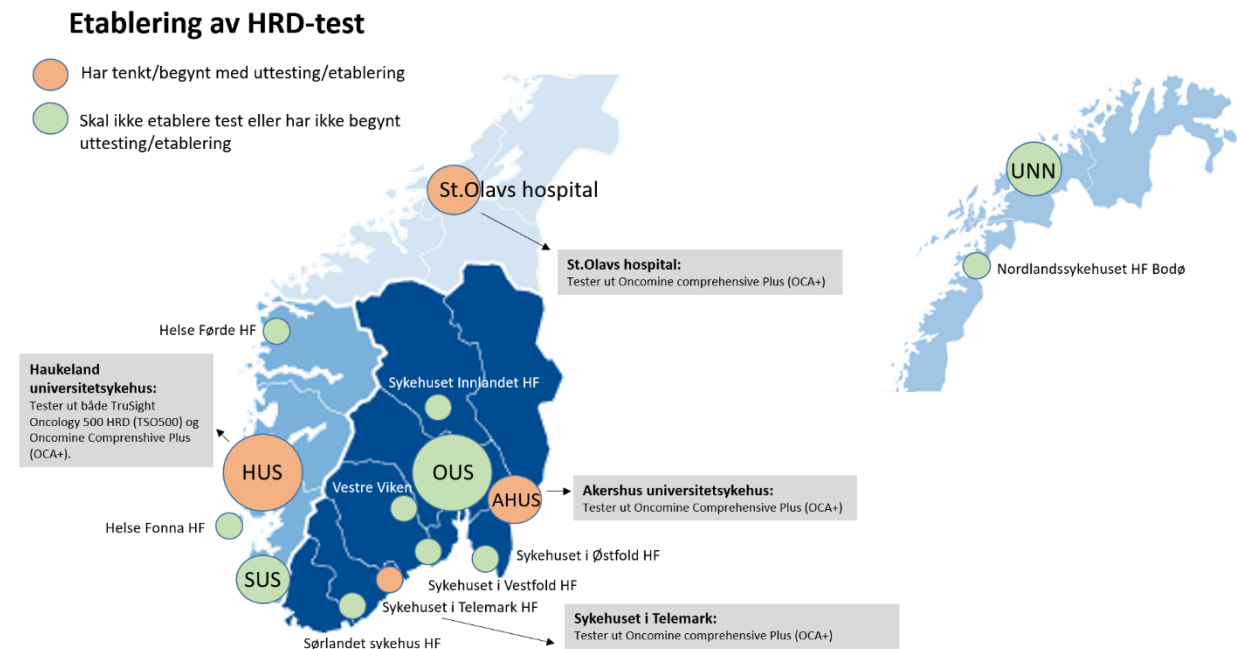 Etablering av HRD-test
Har tenkt/begynt med uttesting/etablering
Skal ikke etablere test eller har ikke begynt
uttesting/etablering
UNN
St.Olavs hospital
Nordlandssykehuset HF Bodø
St.Olavs hospital:
Tester ut Oncomine comprehensive Plus (OCA+)
Helse Førde HF
Haukeland
universitetsykehus:
Tester ut både TruSight
Oncology 500 HRD (TSO500) og
Oncomine Comprenshive Plus
(OCA+).
Sykehuset Innlandet HF
HUS
OUS
Vestre Viken
AHUS
Akershus universitetsykehus:
Tester ut Oncomine Comprehensive Plus (OCA+)
Helse Fonna HF
Sykehuset i Østfold HF
SUS
Sykehuset i Vestfold HF
Sykehuset i Telemark HF
Sykehuset i Telemark:
Tester ut Oncomine comprehensive Plus (OCA+)
Sørlandet sykehus HF